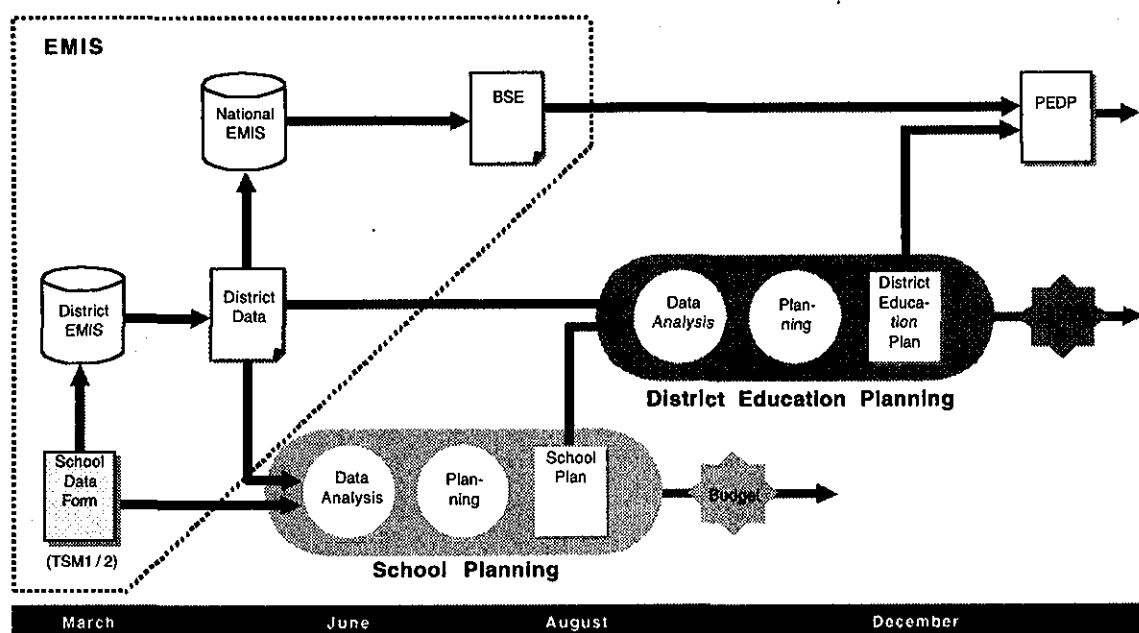 EMIS
National
EMIS
BSE
PEDP
District
EMIS
District
Data
Data
Analysis
Plan-
ning
District
Educa-
tion
Plan
District Education Planning
School
Data
Form
(TSM1/2)
Data
Analysis
Plan-
ning
School
Plan
Budget
School Planning
March
June
August
December